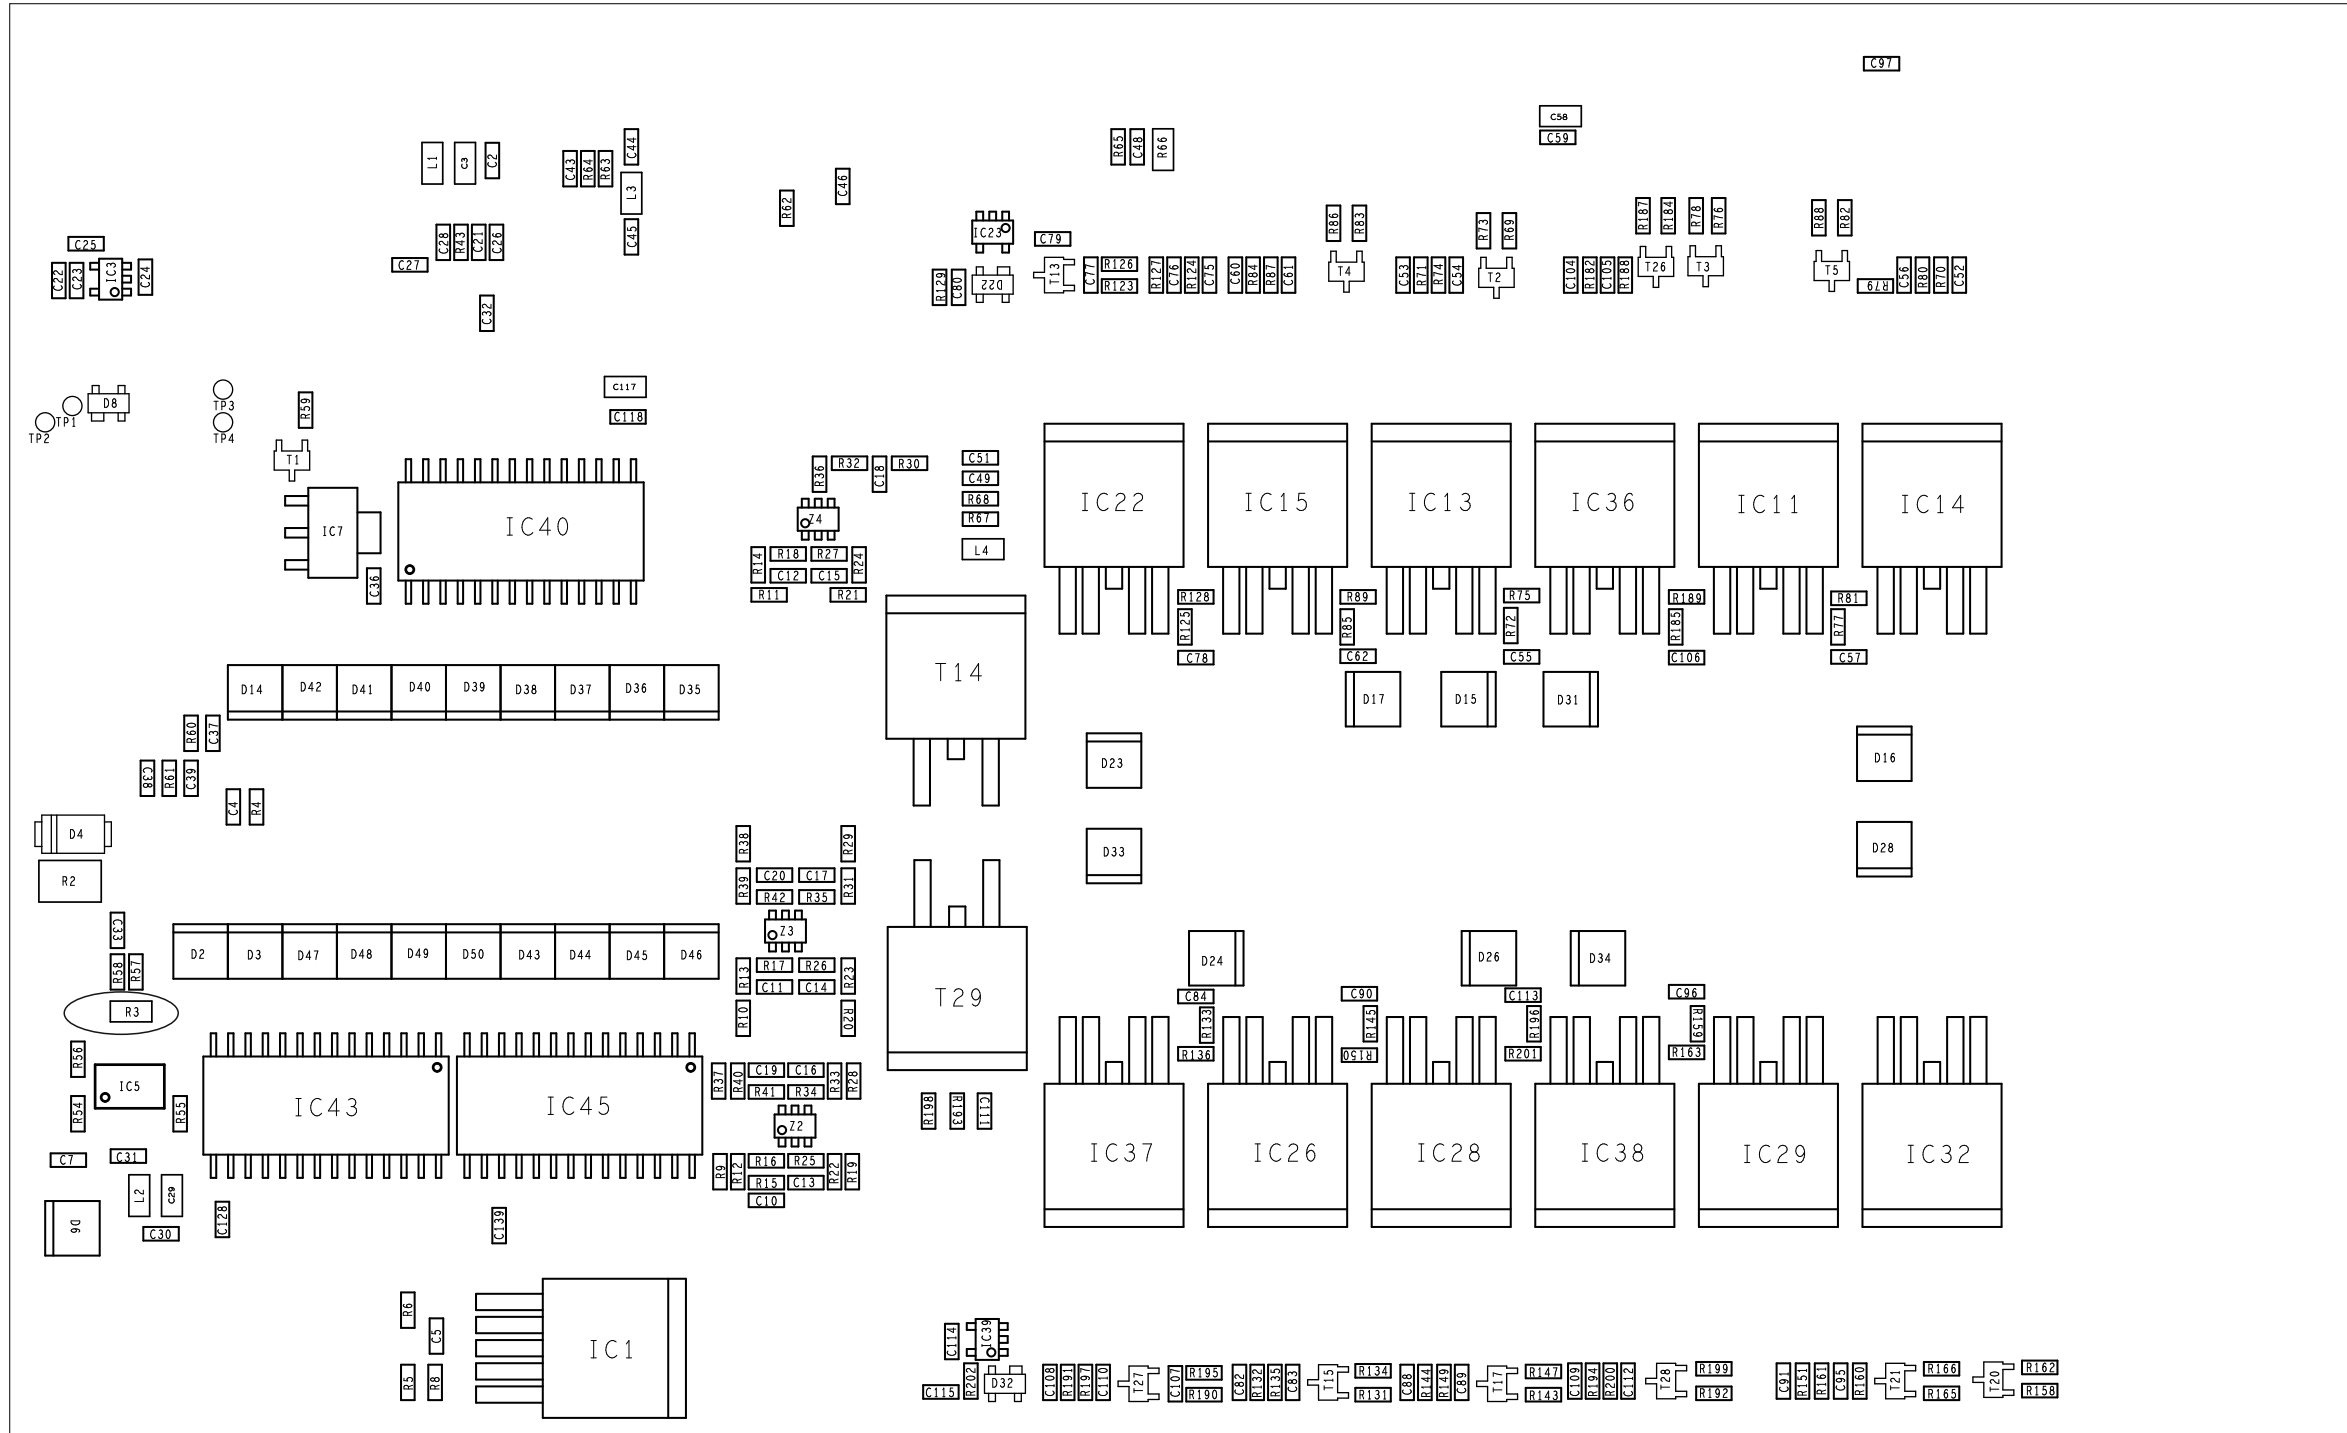 C97
C58
C59
L1 C3 C2 C43 R64 R63 C44
L3
C45
R62 C46
R65 C48 R66
C25
C22 C23 IC3 C24
C27 C28 R43 C21 C26
C32
IC23
C79
R129 C80 D22 T13 C77 R126
R123
R127 C76 R124 C75 C60 R84 R87 C61
R86 R83
T4
C53 R71 R74 C54
R73 R69
T2
C104 R182 C105 R188
R187 R184 R78 R76
T26 T3
R88 R82
T5
R79 C56 R80 R70 C52
TP2 TP1 D8
TP3
TP4
R59
T1
C117
C118
IC7 IC40
C36
R36 R32 C18 R30
Z4
R14 R18 R27 R24
C12 C15
R11 R21
C51
C49
R68
R67
L4
IC22 IC15 IC13 IC36 IC11 IC14
R128 R89 R75 R189 R81
R125 R85 R72 R185 R77
C78 C62 C55 C106 C57
T14
D14 D42 D41 D40 D39 D38 D37 D36 D35
D17 D15 D31
R60 C37
C38 R61 C39
C4 R4
D23 D16
D33 D28
D4
R2
R38 R29
R39 C20 C17 R31
R42 R35
Z3
R13 R17 R26 R23
C11 C14
R10 R20
C33
R58 R57
R3
D2 D3 D47 D48 D49 D50 D43 D44 D45 D46
T29
D24 D26 D34
C84 C90 C113 C96
R133 R145 R196 R159
R136 R150 R201 R163
R56
IC5
R54 R55
IC43 IC45
R37 R40 C19 C16 R33 R28
R41 R34
Z2
R9 R12 R16 R25 R22 R19
R15 C13
C10
R198 R193 C111
IC37 IC26 IC28 IC38 IC29 IC32
C7 C31
L2 C29
D6
C30
C128 C139
R6 C5
R5 R8
IC1
C114 IC39
C115 R202 D32
C108 R191 R197 C110 T27 C107 R195
R190
C82 R132 R135 C83 T15 R134
R131
C88 R144 R149 C89 T17 R147
R143
C109 R194 R200 C112 T28 R199
R192
C91 R151 R161 C95 R160 T21 R166
R165
T20 R162
R158